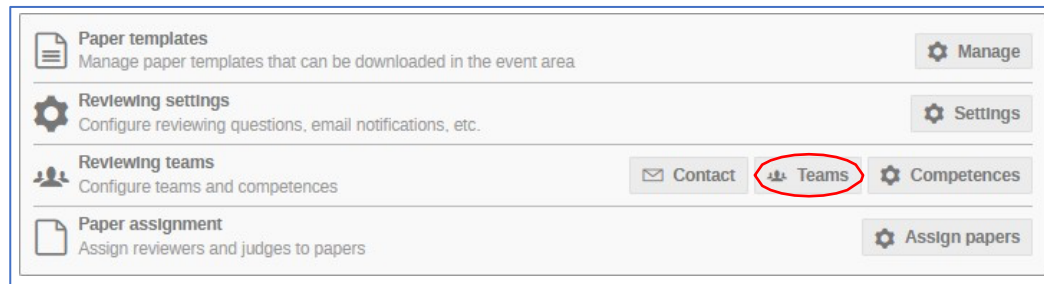 Paper templates
Manage paper templates that can be downloaded in the event area
Manage
Reviewing settings
Configure reviewing questions, email notifications, etc.
Settings
Reviewing teams
Configure teams and competences
Contact
Teams
Competences
Paper assignment
Assign reviewers and judges to papers
Assign papers